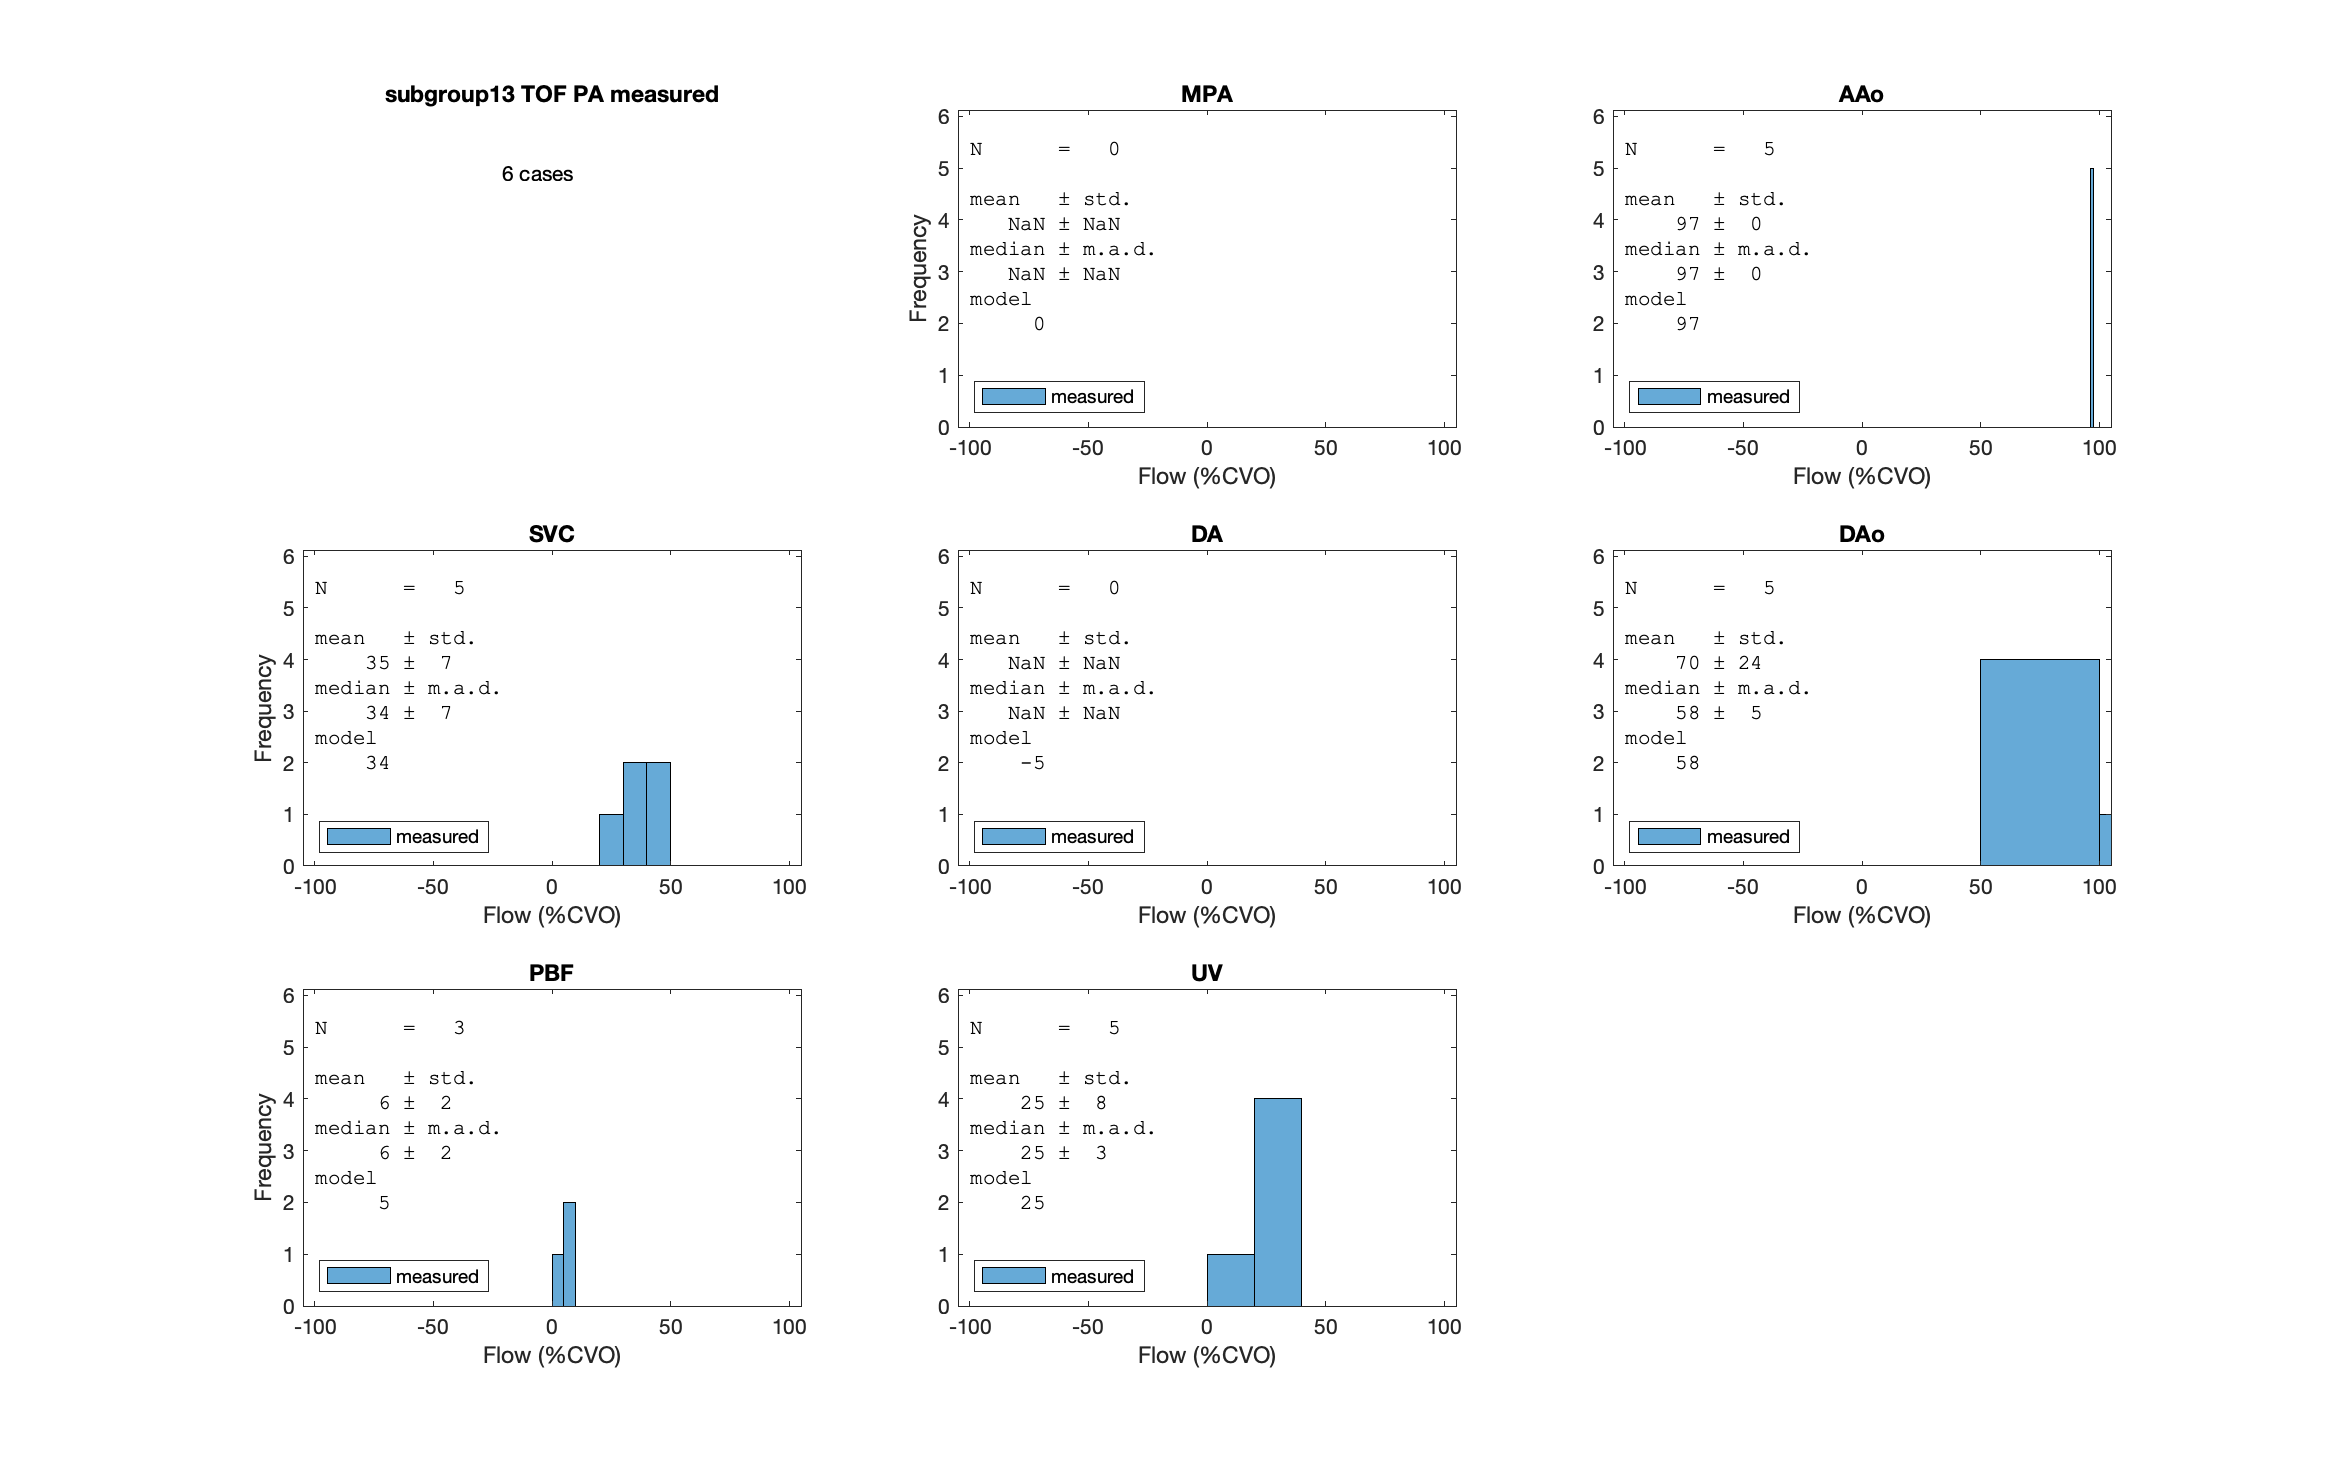 subgroup13 TOF PA measured
6 cases
MPA
6
5
4
3
2
1
0
Frequency
N = 0
mean ± std.
NaN ± NaN
median ± m.a.d.
NaN ± NaN
model
0
measured
-100 -50 0 50 100
Flow (%CVO)
AAo
6
5
4
3
2
1
0
N = 5
mean ± std.
97 ± 0
median ± m.a.d.
97 ± 0
model
97
measured
-100 -50 0 50 100
Flow (%CVO)
SVC
6
5
4
3
2
1
0
Frequency
N = 5
mean ± std.
35 ± 7
median ± m.a.d.
34 ± 7
model
34
measured
-100 -50 0 50 100
Flow (%CVO)
DA
6
5
4
3
2
1
0
N = 0
mean ± std.
NaN ± NaN
median ± m.a.d.
NaN ± NaN
model
-5
measured
-100 -50 0 50 100
Flow (%CVO)
DAo
6
5
4
3
2
1
0
N = 5
mean ± std.
70 ± 24
median ± m.a.d.
58 ± 5
model
58
measured
-100 -50 0 50 100
Flow (%CVO)
PBF
6
5
4
3
2
1
0
Frequency
N = 3
mean ± std.
6 ± 2
median ± m.a.d.
6 ± 2
model
5
measured
-100 -50 0 50 100
Flow (%CVO)
UV
6
5
4
3
2
1
0
N = 5
mean ± std.
25 ± 8
median ± m.a.d.
25 ± 3
model
25
measured
-100 -50 0 50 100
Flow (%CVO)